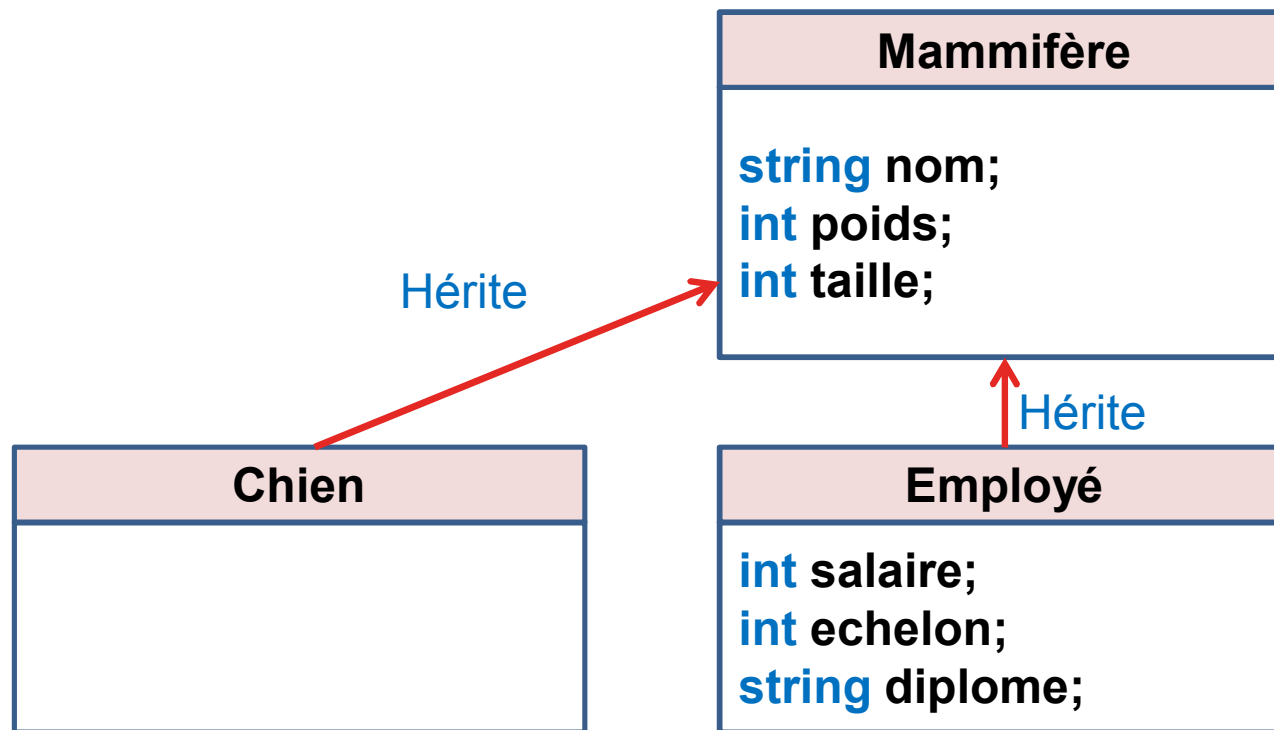 Mammifère
string nom;
int poids;
int taille;
Hérite
Hérite
Chien
Employé
int salaire;
int echelon;
string diplome;